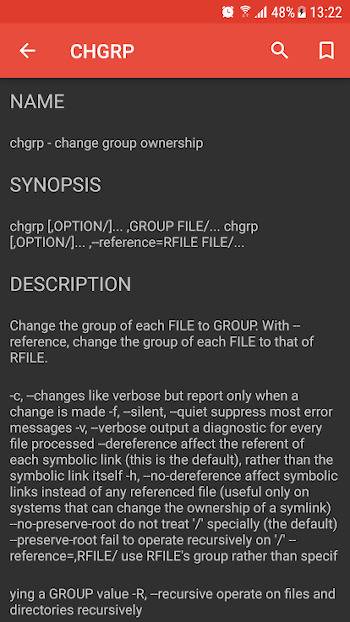 48% 13:22
CHGRP
NAME
chgrp - change group ownership
SYNOPSIS
chgrp [,OPTION/]... ,GROUP FILE/... chgrp
[,OPTION/]... ,--reference=RFILE FILE/...
DESCRIPTION
Change the group of each FILE to GROUP. With --
reference, change the group of each FILE to that of
RFILE.
-c, --changes like verbose but report only when a
change is made -f, --silent, --quiet suppress most error
messages -v, --verbose output a diagnostic for every
file processed --dereference affect the referent of
each symbolic link (this is the default), rather than the
symbolic link itself -h, --no-dereference affect symbolic
links instead of any referenced file (useful only on
systems that can change the ownership of a symlink)
--no-preserve-root do not treat '/' specially (the default)
--preserve-root fail to operate recursively on '/' --
reference=,RFILE/ use RFILE's group rather than specif
ying a GROUP value -R, --recursive operate on files and
directories recursively